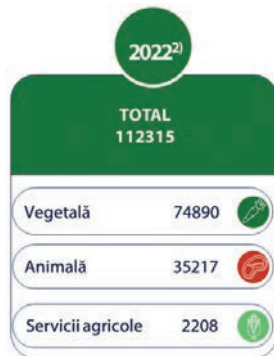 2022²⁾
TOTAL
112315
Vegetală 74890
Animală 35217
Servicii agricole 2208